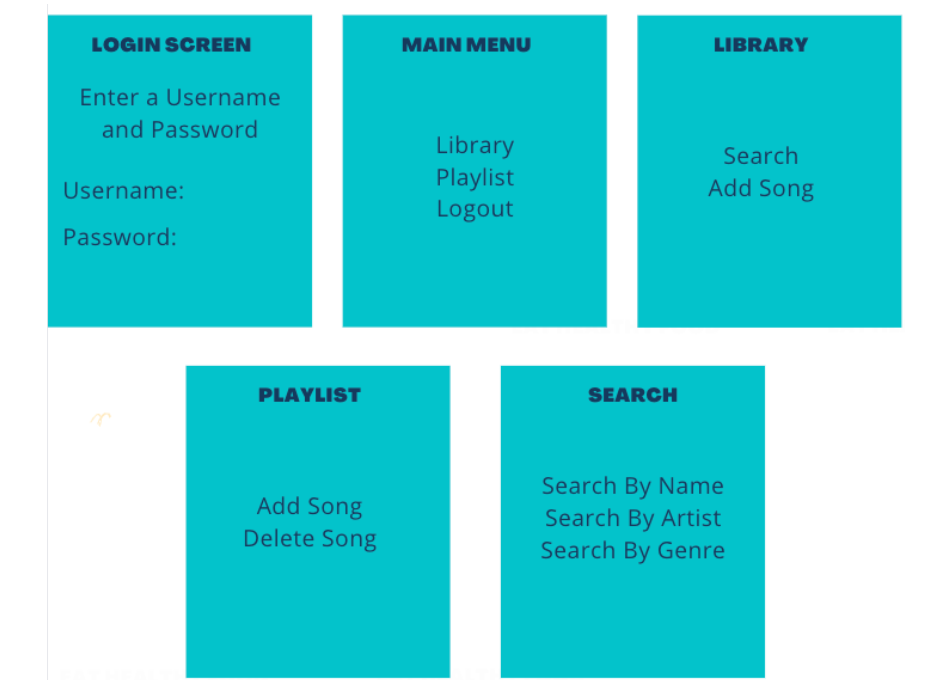 LOGIN SCREEN
Enter a Username
and Password
Username:
Password:
MAIN MENU
Library
Playlist
Logout
LIBRARY
Search
Add Song
PLAYLIST
Add Song
Delete Song
SEARCH
Search By Name
Search By Artist
Search By Genre